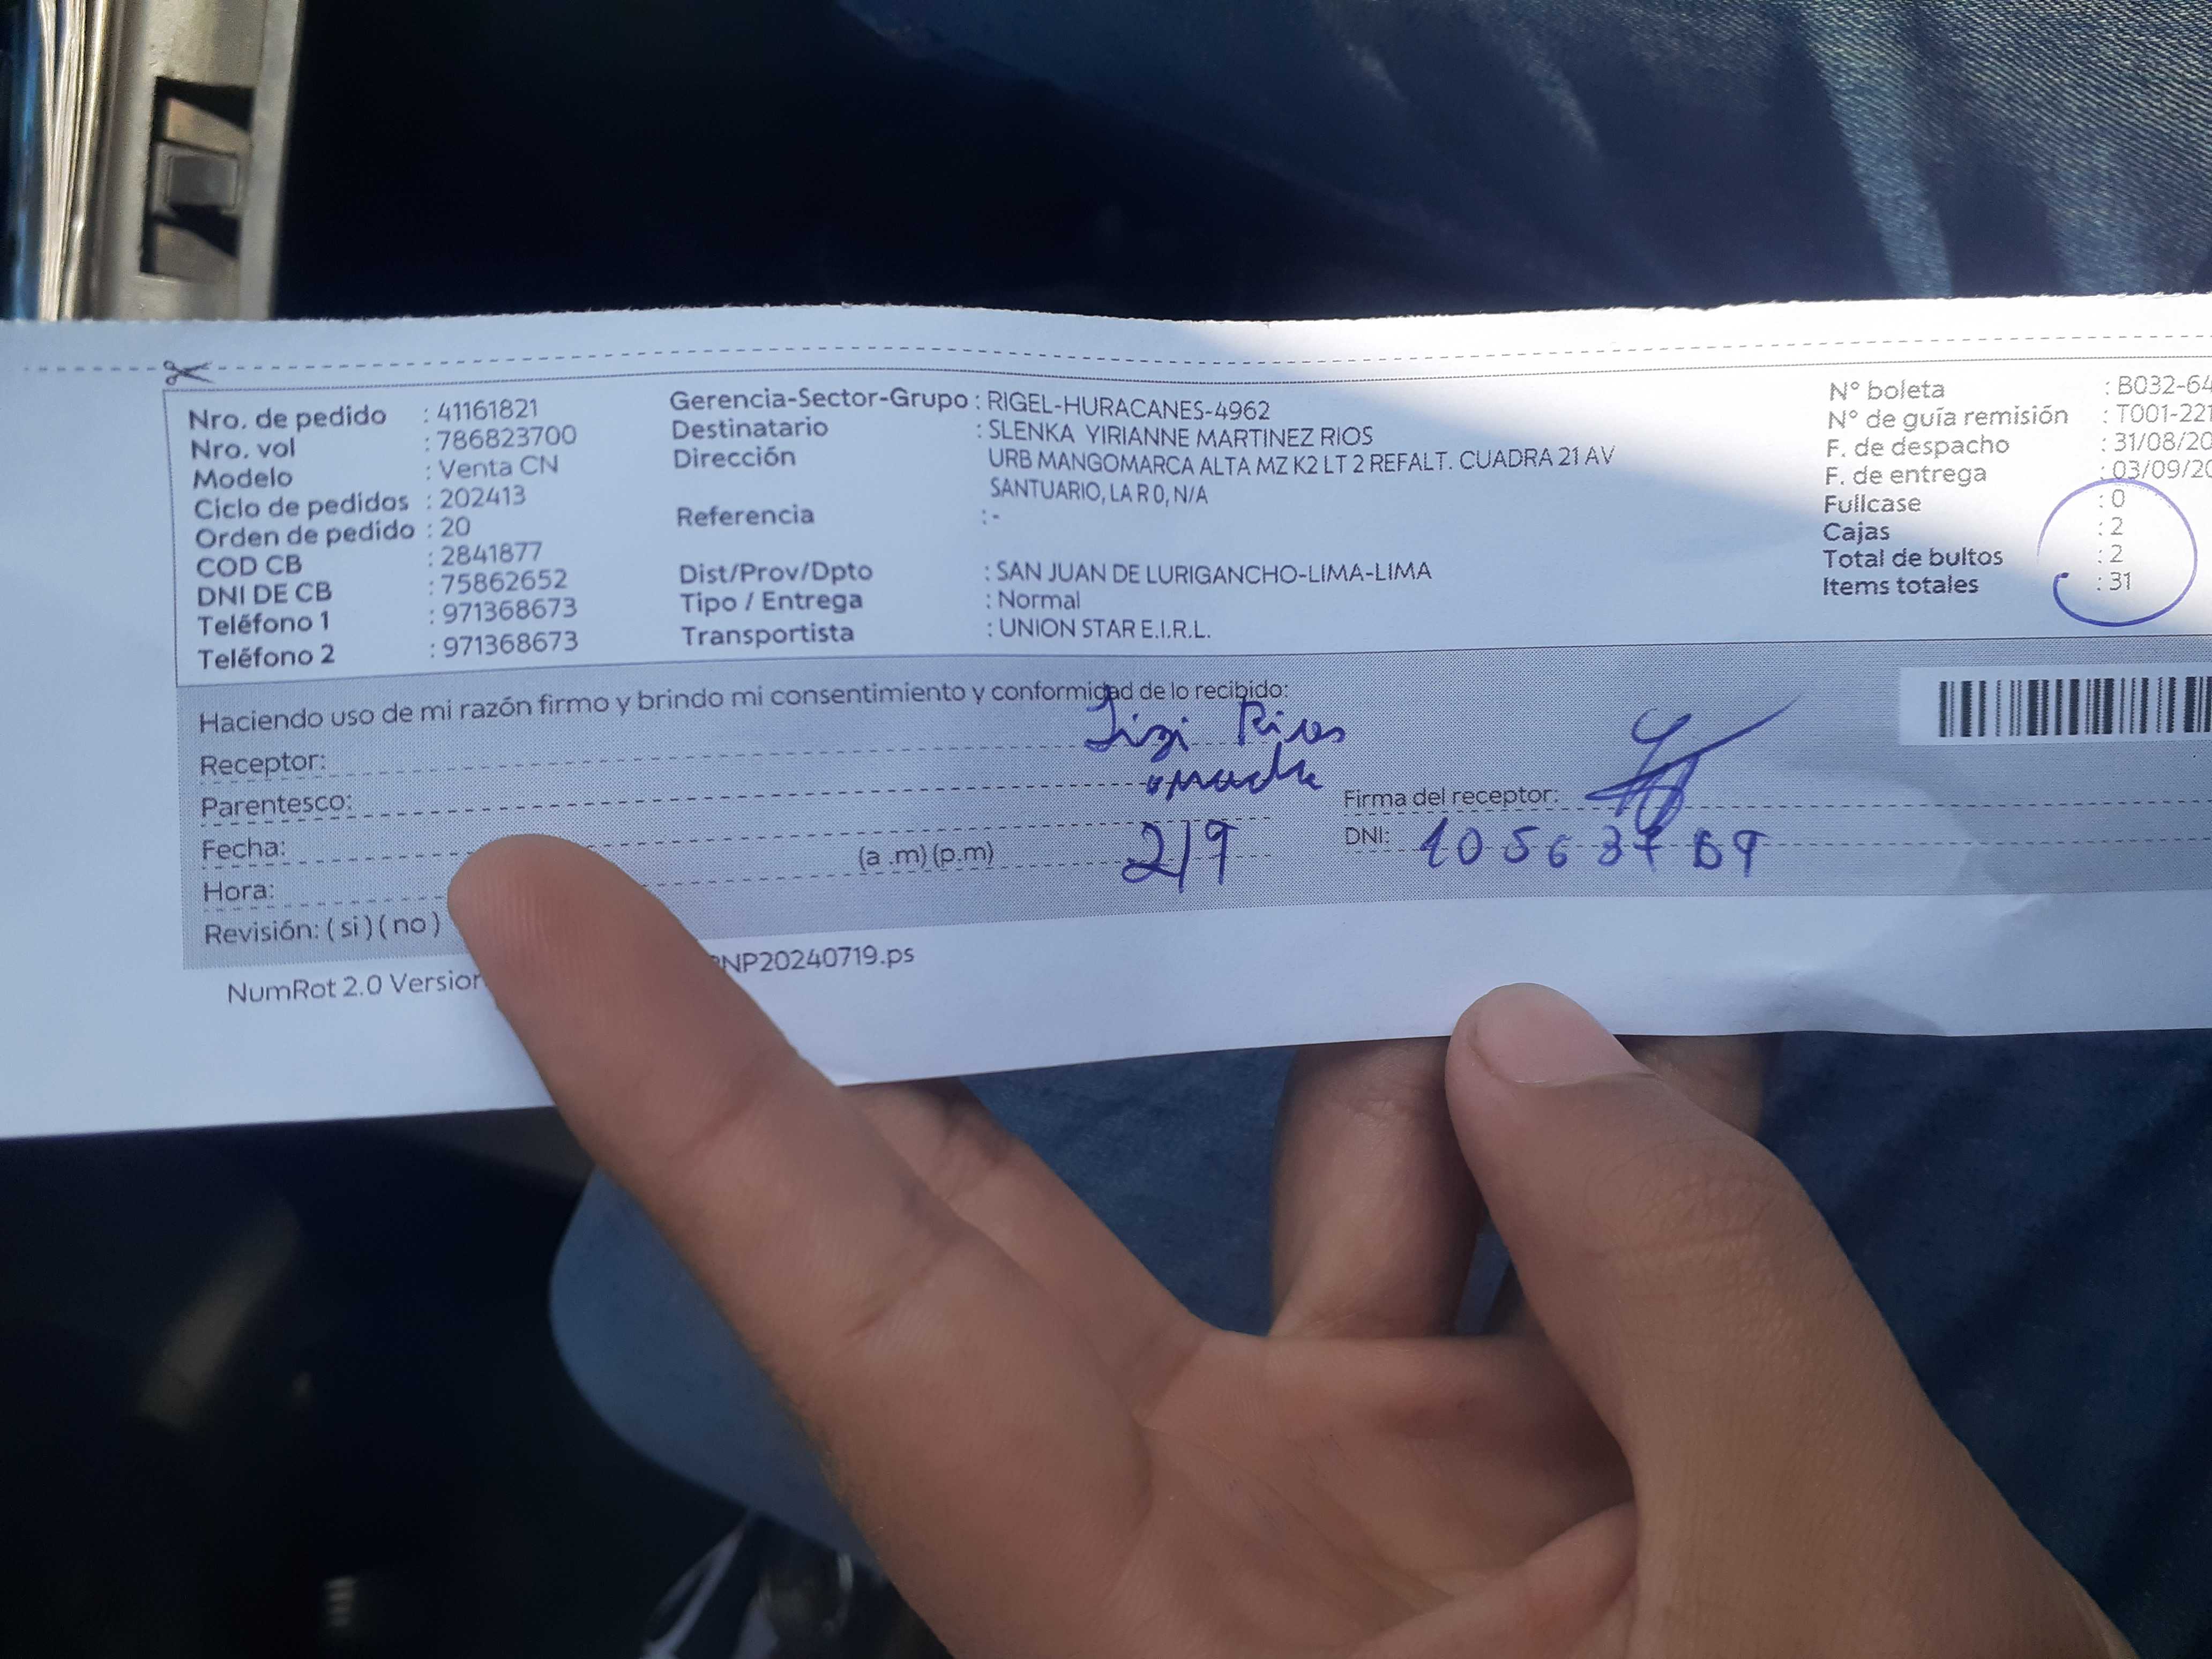 Nro. de pedido : 41161821
Nro. vol : 786823700
Modelo : Venta CN
Ciclo de pedidos : 202413
Orden de pedido : 20
COD CB : 2841877
DNI DE CB : 75862652
Teléfono 1 : 971368673
Teléfono 2 : 971368673
Gerencia-Sector-Grupo : RIGEL-HURACANES-4962
Destinatario : SLENKA YIRIANNE MARTINEZ RIOS
Dirección URB MANGOMARCA ALTA MZ K2 LT 2 REFALT. CUADRA 21 AV
SANTUARIO, LA R 0, N/A
Referencia : -
Dist/Prov/Dpto : SAN JUAN DE LURIGANCHO-LIMA-LIMA
Tipo / Entrega : Normal
Transportista : UNION STAR E.I.R.L.
N° boleta : B032-64
N° de guía remisión : T001-221
F. de despacho : 31/08/20
F. de entrega : 03/09/20
Fullcase : 0
Cajas : 2
Total de bultos : 2
Items totales : 31
Haciendo uso de mi razón firmo y brindo mi consentimiento y conformidad de lo recibido:
Receptor: Rios
Parentesco:
Firma del receptor:
Fecha: 2/9
DNI:
Hora: (a .m) (p.m)
Revisión: ( si ) ( no )
NumRot 2.0 Version NP20240719.ps